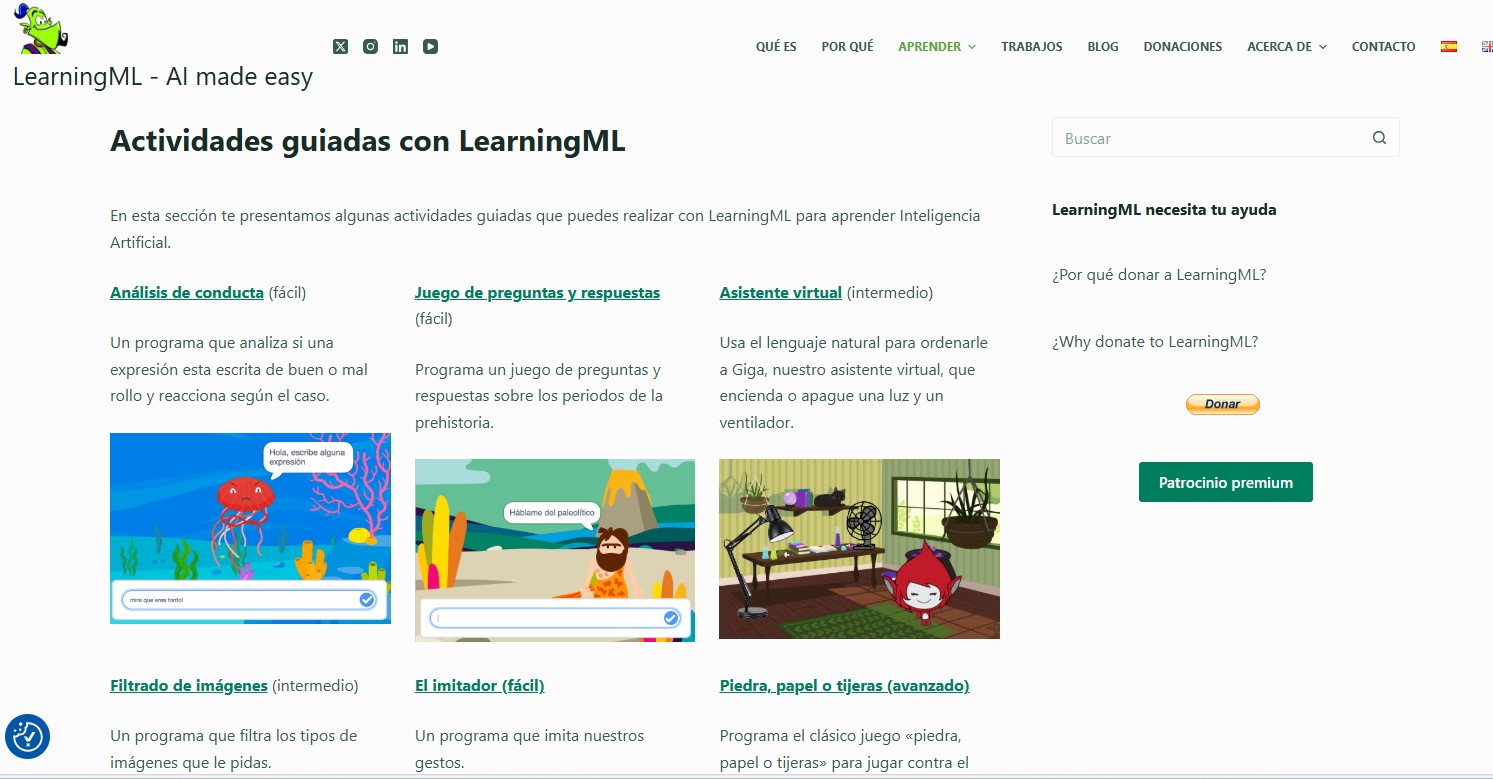 QUÉ ES POR QUÉ APRENDER TRABAJOS BLOG DONACIONES ACERCA DE CONTACTO
LearningML - AI made easy
Actividades guiadas con LearningML
Buscar
En esta sección te presentamos algunas actividades guiadas que puedes realizar con LearningML para aprender Inteligencia
Artificial.
LearningML necesita tu ayuda
¿Por qué donar a LearningML?
¿Why donate to LearningML?
Donar
Patrocinio premium
Análisis de conducta (fácil)
Un programa que analiza si una
expresión esta escrita de buen o mal
rollo y reacciona según el caso.
Hola, escribe alguna
expresión
mira que eres tonto!
Juego de preguntas y respuestas
(fácil)
Programa un juego de preguntas y
respuestas sobre los periodos de la
prehistoria.
Háblame del paleolítico
Asistente virtual (intermedio)
Usa el lenguaje natural para ordenarle
a Giga, nuestro asistente virtual, que
encienda o apague una luz y un
ventilador.
Filtrado de imágenes (intermedio)
Un programa que filtra los tipos de
imágenes que le pidas.
El imitador (fácil)
Un programa que imita nuestros
gestos.
Piedra, papel o tijeras (avanzado)
Programa el clásico juego «piedra,
papel o tijeras» para jugar contra el